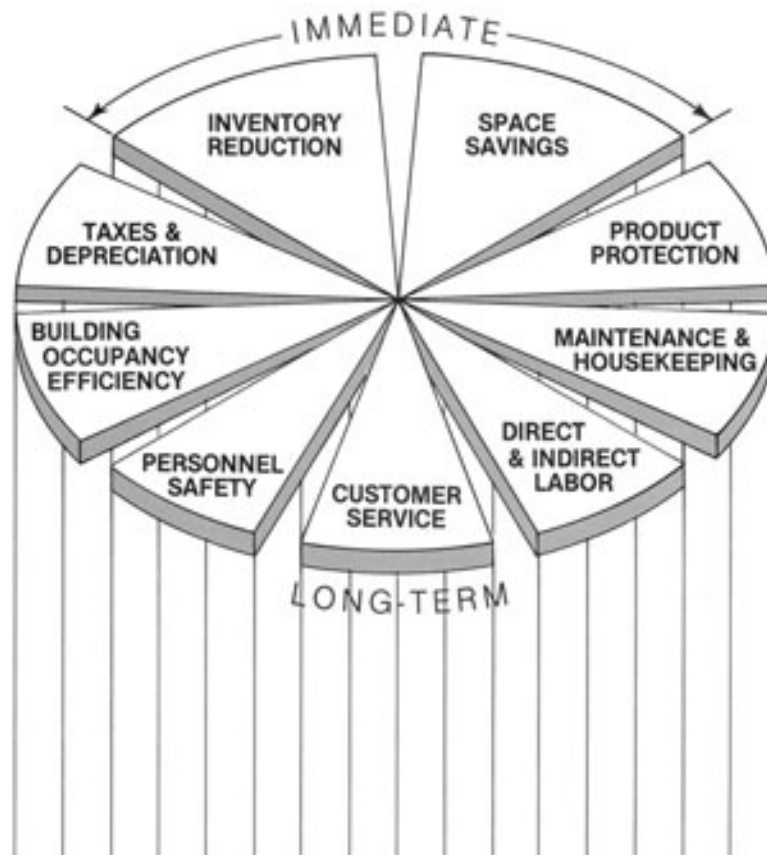 IMMEDIATE
INVENTORY
REDUCTION
SPACE
SAVINGS
TAXES &
DEPRECIATION
PRODUCT
PROTECTION
BUILDING
OCCUPANCY
EFFICIENCY
MAINTENANCE &
HOUSEKEEPING
PERSONNEL
SAFETY
DIRECT
& INDIRECT
LABOR
CUSTOMER
SERVICE
LONG-TERM